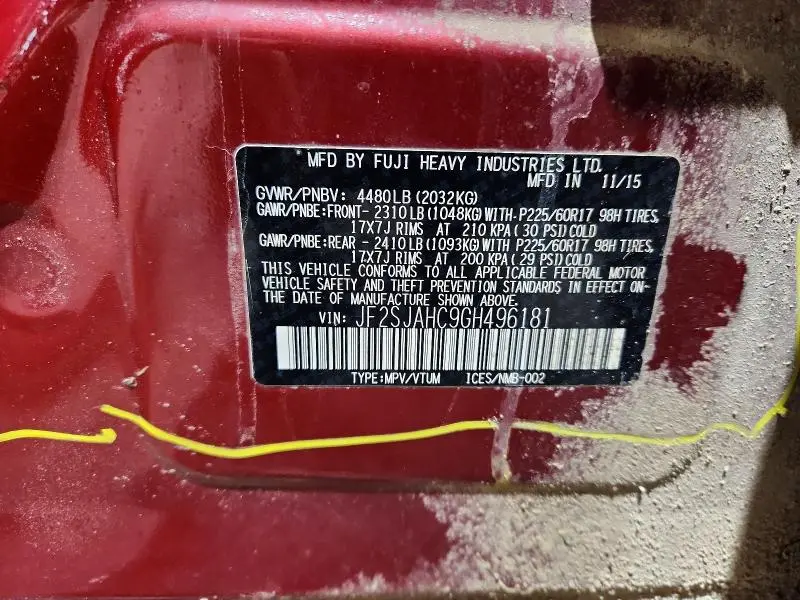 MFD BY FUJI HEAVY INDUSTRIES LTD.
MFD IN 11/15
GVWR/PNBV: 4480LB (2032KG)
GAWR/PNBE:FRONT- 2310LB (1048KG) WITH-P225/60R17 98H TIRES,
17X7J RIMS AT 210 KPA ( 30 PSI) COLD
GAWR/PNBE:REAR - 2410LB (1093KG) WITH P225/60R17 98H TIRES,
17X7J RIMS AT 200 KPA ( 29 PSI) COLD
THIS VEHICLE CONFORMS TO ALL APPLICABLE FEDERAL MOTOR
VEHICLE SAFETY AND THEFT PREVENTION STANDARDS IN EFFECT ON-
THE DATE OF MANUFACTURE SHOWN ABOVE.
VIN: JF2SJAHC9GH496181
TYPE:MPV/VTUM ICES/NMB-002